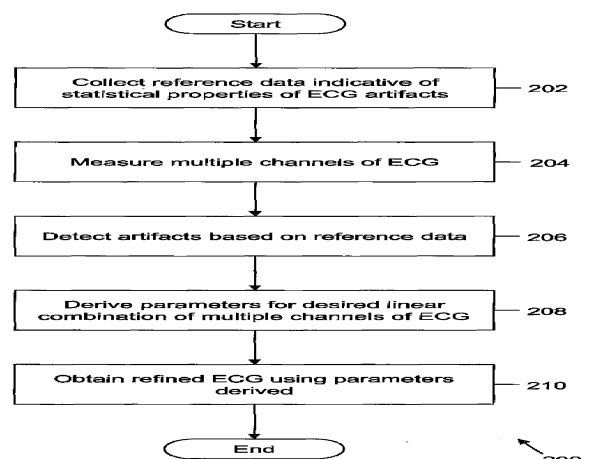 Start
Collect reference data indicative of
statistical properties of ECG artifacts
202
Measure multiple channels of ECG
204
Detect artifacts based on reference data
206
Derive parameters for desired linear
combination of multiple channels of ECG
208
Obtain refined ECG using parameters
derived
210
End